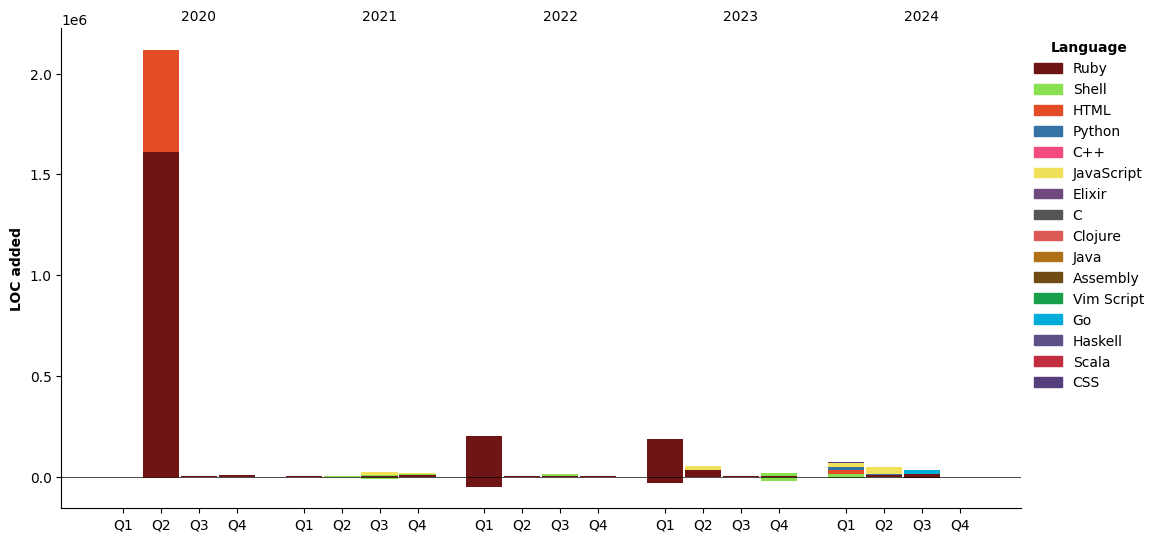 1e6
2020 2021 2022 2023 2024
Language
Ruby
Shell
HTML
Python
C++
JavaScript
Elixir
C
Clojure
Java
Assembly
Vim Script
Go
Haskell
Scala
CSS
LOC added
2.0
1.5
1.0
0.5
0.0
Q1 Q2 Q3 Q4 Q1 Q2 Q3 Q4 Q1 Q2 Q3 Q4 Q1 Q2 Q3 Q4 Q1 Q2 Q3 Q4